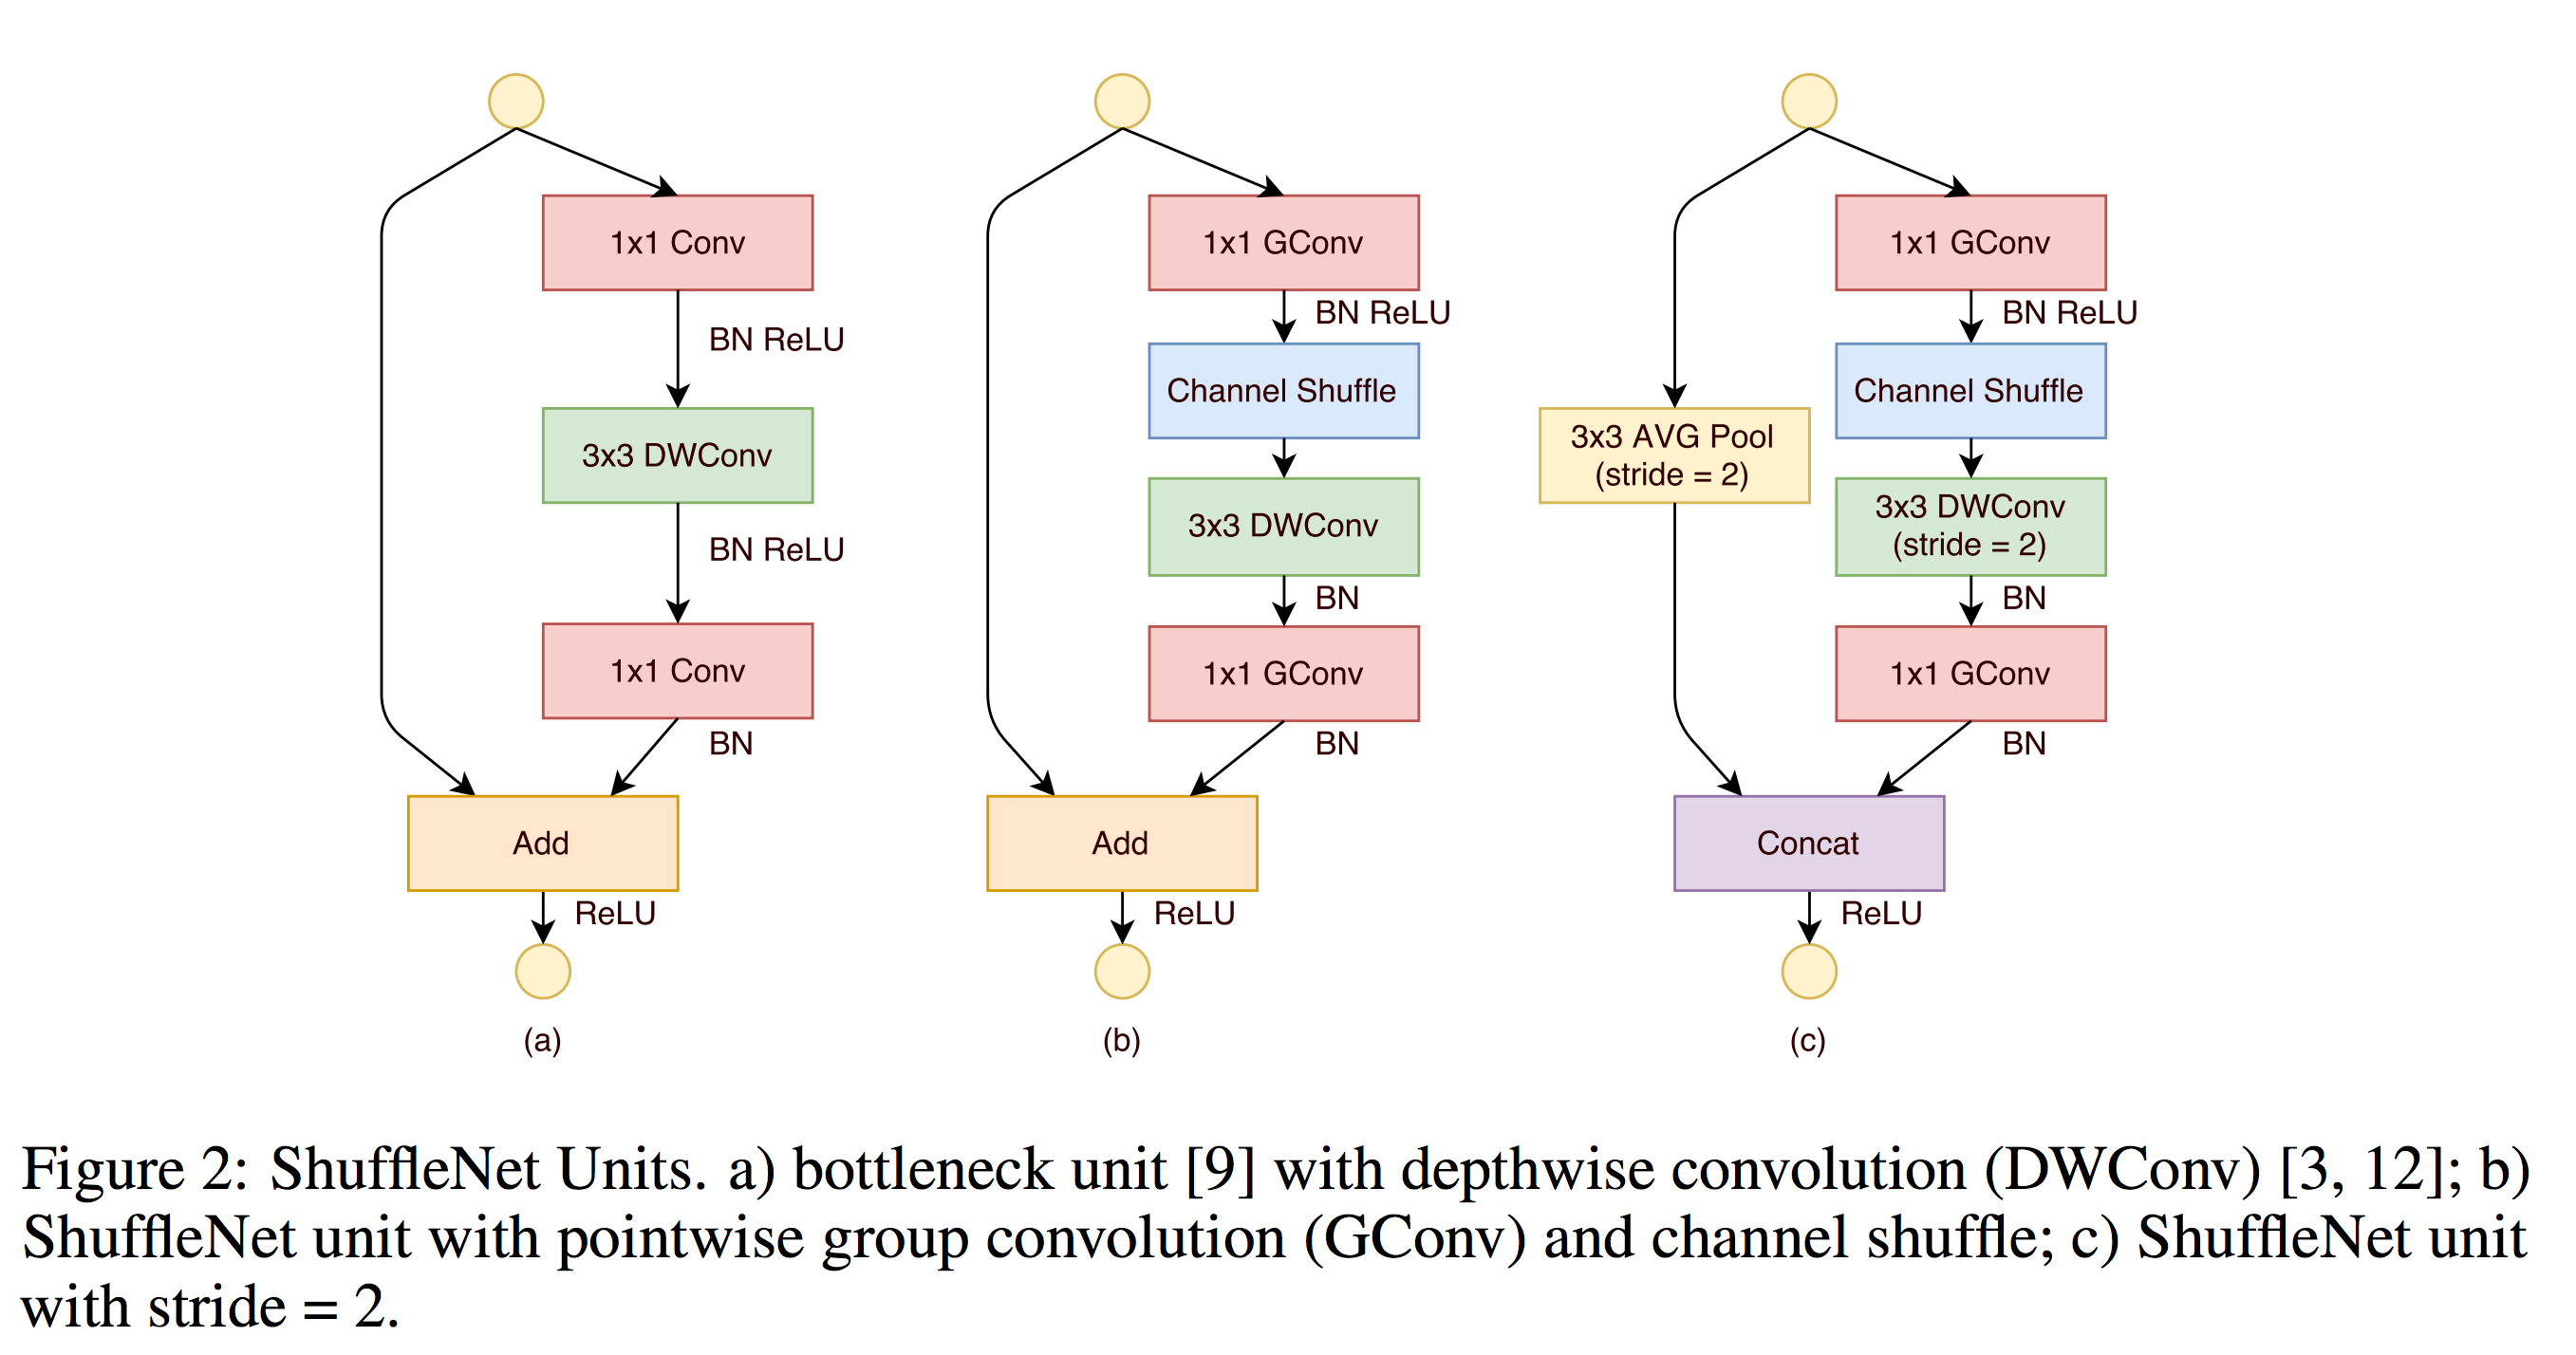 1x1 Conv
BN ReLU
3x3 DWConv
BN ReLU
1x1 Conv
BN
Add
ReLU
(a)
1x1 GConv
BN ReLU
Channel Shuffle
3x3 DWConv
BN
1x1 GConv
BN
Add
ReLU
(b)
3x3 AVG Pool
(stride = 2)
1x1 GConv
BN ReLU
Channel Shuffle
3x3 DWConv
(stride = 2)
BN
1x1 GConv
BN
Concat
ReLU
(c)
Figure 2: ShuffleNet Units. a) bottleneck unit [9] with depthwise convolution (DWConv) [3, 12]; b)
ShuffleNet unit with pointwise group convolution (GConv) and channel shuffle; c) ShuffleNet unit
with stride = 2.